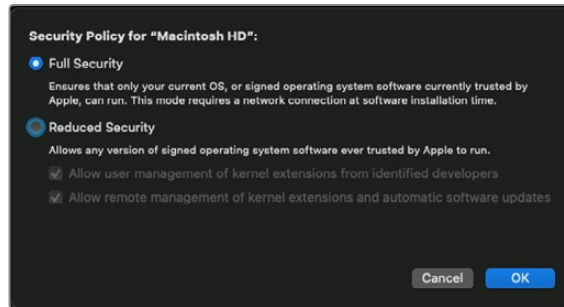 Security Policy for “Macintosh HD”:
Full Security
Ensures that only your current OS, or signed operating system software currently trusted by
Apple, can run. This mode requires a network connection at software installation time.
Reduced Security
Allows any version of signed operating system software ever trusted by Apple to run.
Allow user management of kernel extensions from identified developers
Allow remote management of kernel extensions and automatic software updates
Cancel
OK